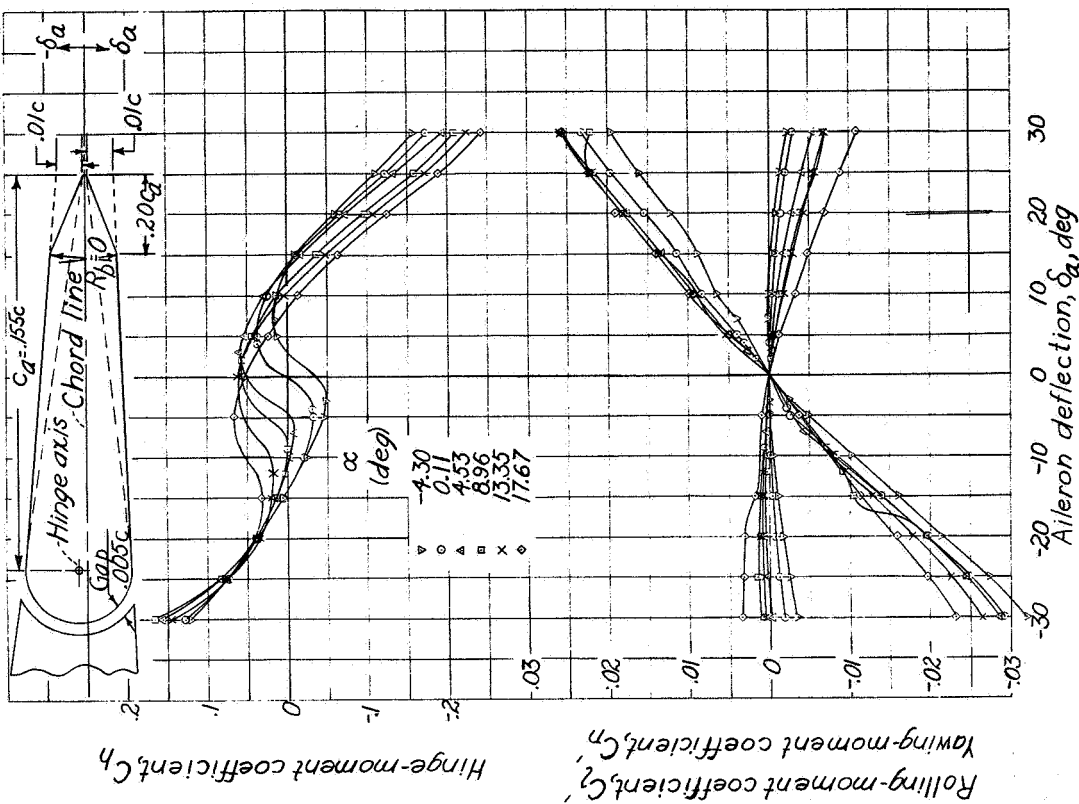 cₐ=.155c
.01c
-δₐ
δₐ
.01c
.20cₐ
Hinge axis
Chord line
Gap
.005c
.2
.1
0
-.1
-.2
Hinge-moment coefficient, Cₕ
α
(deg)
▽ -4.30
○ 0.11
△ 4.53
□ 8.96
× 13.35
◇ 17.67
.03
.02
.01
0
-.01
-.02
-.03
Rolling-moment coefficient, Cₗ′
Yawing-moment coefficient, Cₙ′
-30
-20
-10
0
10
20
30
Aileron deflection, δₐ, deg